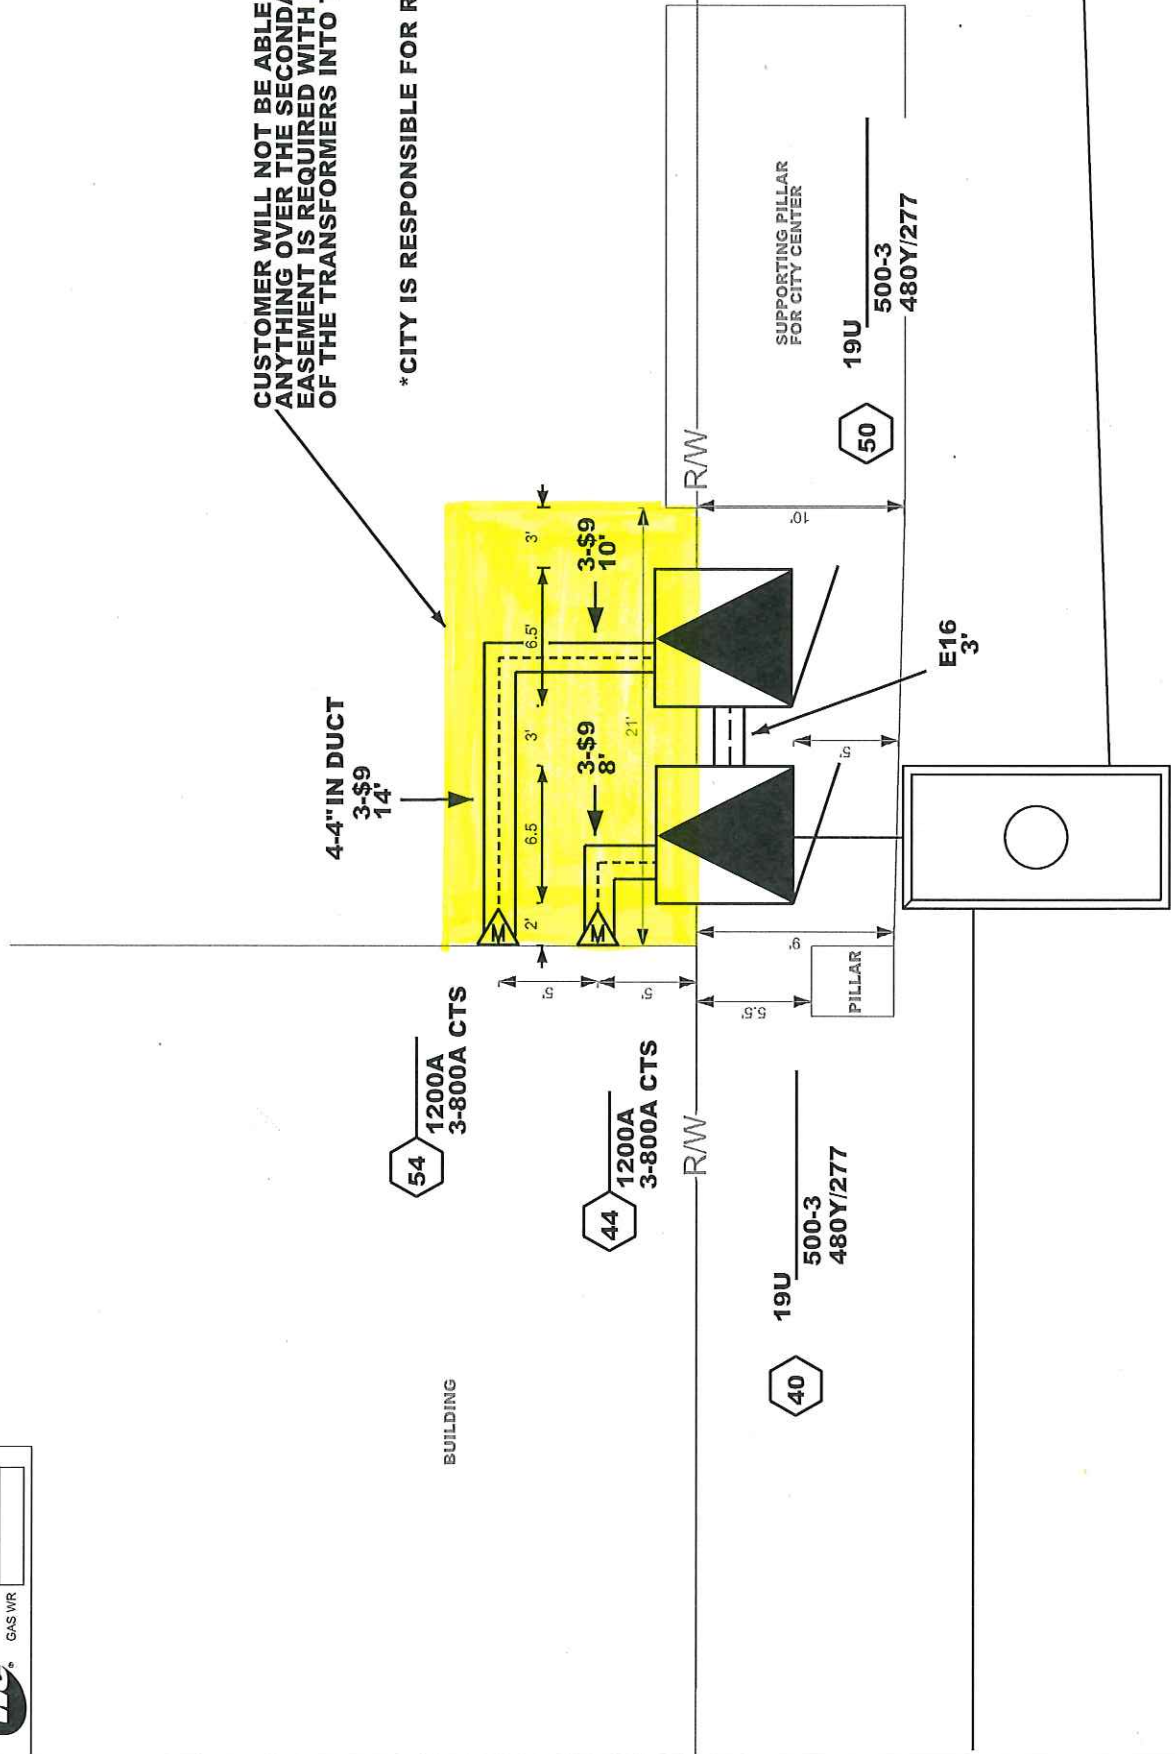 CUSTOMER WILL NOT BE ABLE
ANYTHING OVER THE SECONDA
EASEMENT IS REQUIRED WITH
OF THE TRANSFORMERS INTO
*CITY IS RESPONSIBLE FOR R
4-4"IN DUCT
3-$9
14'
3-$9
10'
3-$9
8'
3'
6.5'
3'
6.5
2'
21'
M
M
5'
5'
R/W
R/W
SUPPORTING PILLAR
FOR CITY CENTER
50
19U
500-3
480Y/277
10'
E16
3'
5'
9'
5.5'
PILLAR
54
1200A
3-800A CTS
44
1200A
3-800A CTS
40
19U
500-3
480Y/277
BUILDING
GAS WR